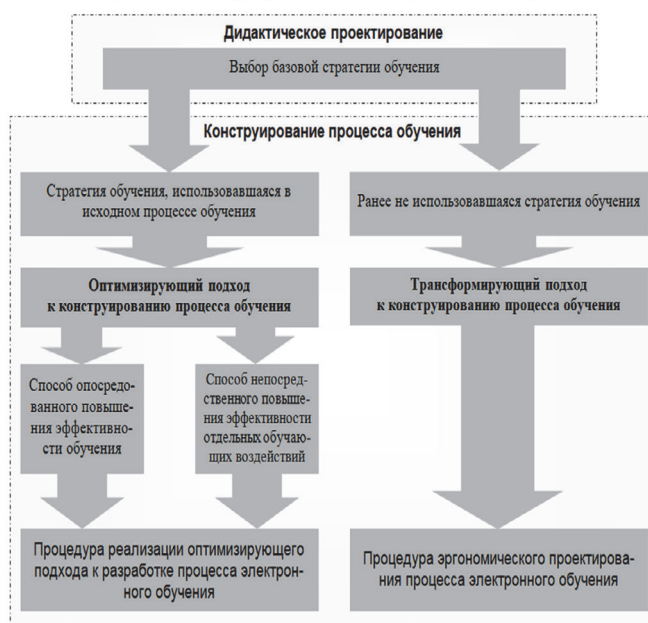 Дидактическое проектирование
Выбор базовой стратегии обучения
Конструирование процесса обучения
Стратегия обучения, использовавшаяся в
исходном процессе обучения
Ранее не использовавшаяся стратегия обучения
Оптимизирующий подход
к конструированию процесса обучения
Трансформирующий подход
к конструированию процесса обучения
Способ опосредо-
ванного повыше-
ния эффективно-
сти обучения
Способ непосред-
ственного повыше-
ния эффективности
отдельных обучаю-
щих воздействий
Процедура реализации оптимизирующего
подхода к разработке процесса электрон-
ного обучения
Процедура эргономического проектирова-
ния процесса электронного обучения